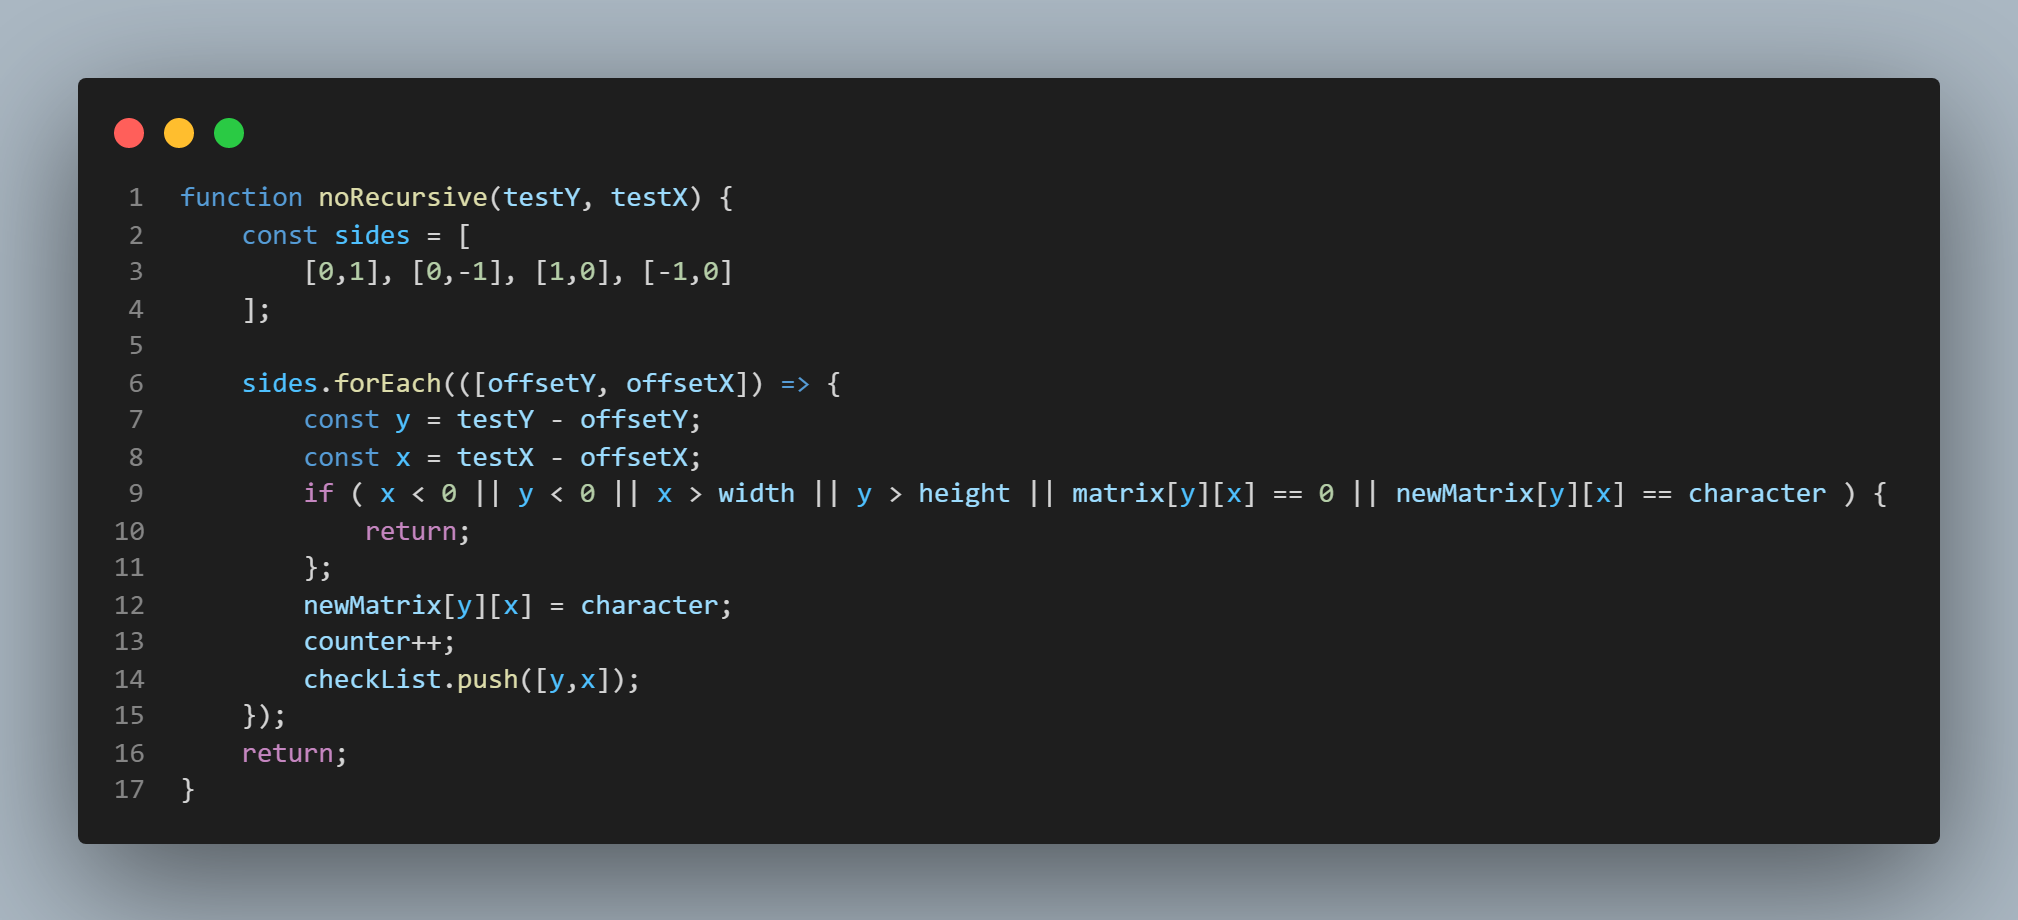 1 function noRecursive(testY, testX) {
2     const sides = [
3         [0,1], [0,-1], [1,0], [-1,0]
4     ];
5
6     sides.forEach(([offsetY, offsetX]) => {
7         const y = testY - offsetY;
8         const x = testX - offsetX;
9         if ( x < 0 || y < 0 || x > width || y > height || matrix[y][x] == 0 || newMatrix[y][x] == character ) {
10             return;
11         };
12         newMatrix[y][x] = character;
13         counter++;
14         checkList.push([y,x]);
15     });
16     return;
17 }